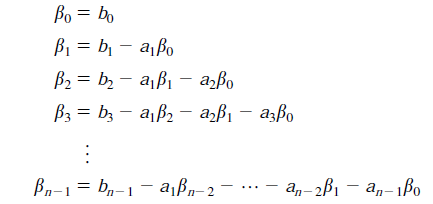 β₀ = b₀
β₁ = b₁ − a₁β₀
β₂ = b₂ − a₁β₁ − a₂β₀
β₃ = b₃ − a₁β₂ − a₂β₁ − a₃β₀
⋮
βₙ₋₁ = bₙ₋₁ − a₁βₙ₋₂ − ⋯ − aₙ₋₂β₁ − aₙ₋₁β₀